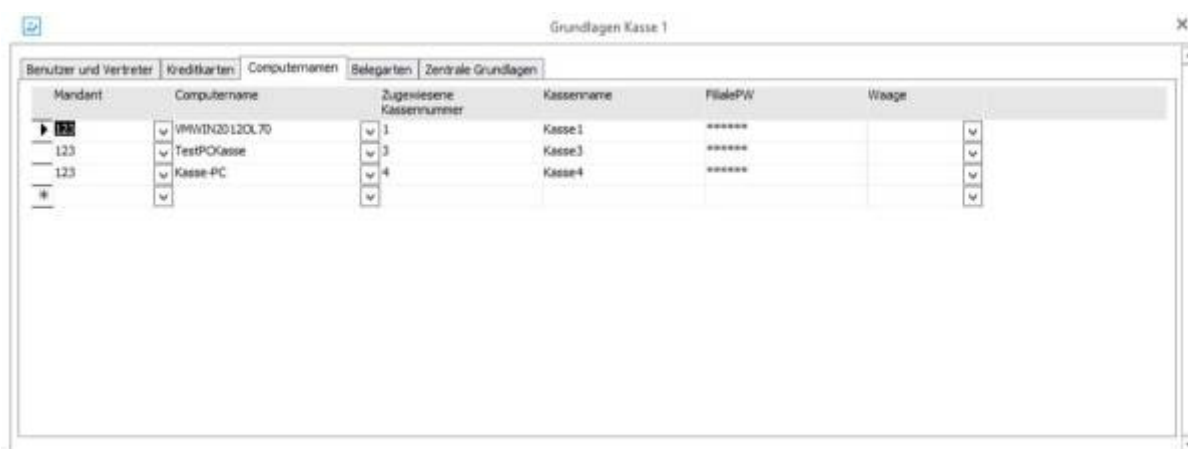 Grundlagen Kasse 1
Benutzer und Vertreter Kreditkarten Computernamen Belegarten Zentrale Grundlagen
Mandant Computername Zugewiesene Kassennummer Kassenname FilialePW Waage
123 VMWIN2012OL70 1 Kasse1 ******
123 TestPCKasse 3 Kasse3 ******
123 Kasse-PC 4 Kasse4 ******
*